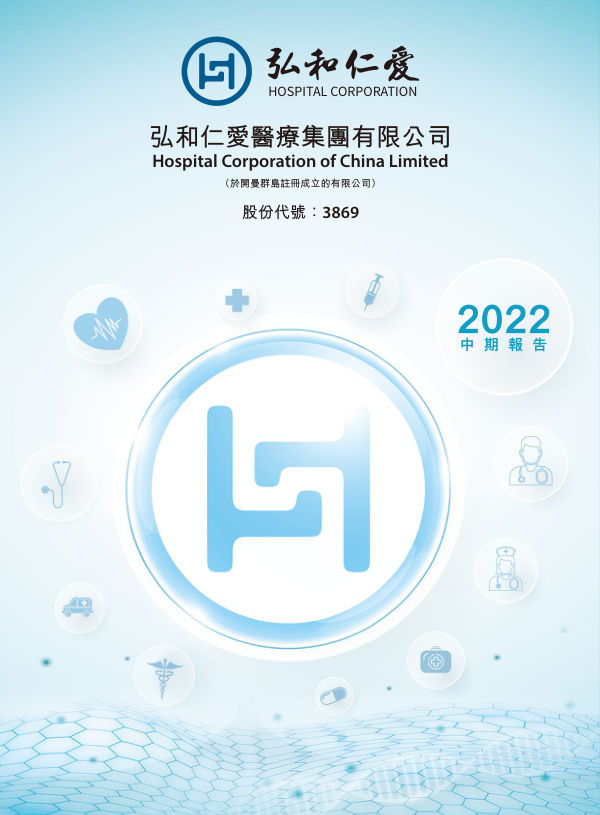 弘和仁愛
HOSPITAL CORPORATION
弘和仁愛醫療集團有限公司
Hospital Corporation of China Limited
（於開曼群島註冊成立的有限公司）
股份代號：3869
2022
中期報告